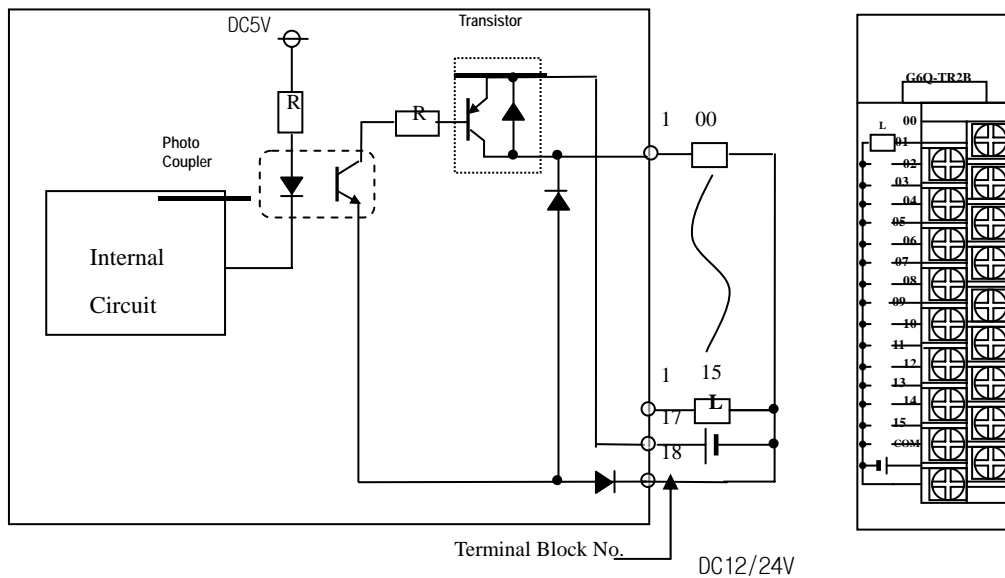 DC5V
Transistor
R
R
Photo
Coupler
Internal
Circuit
1 00
1 15
L
17
18
Terminal Block No.
DC12/24V
G6Q-TR2B
L
00
01
02
03
04
05
06
07
08
09
10
11
12
13
14
15
COM